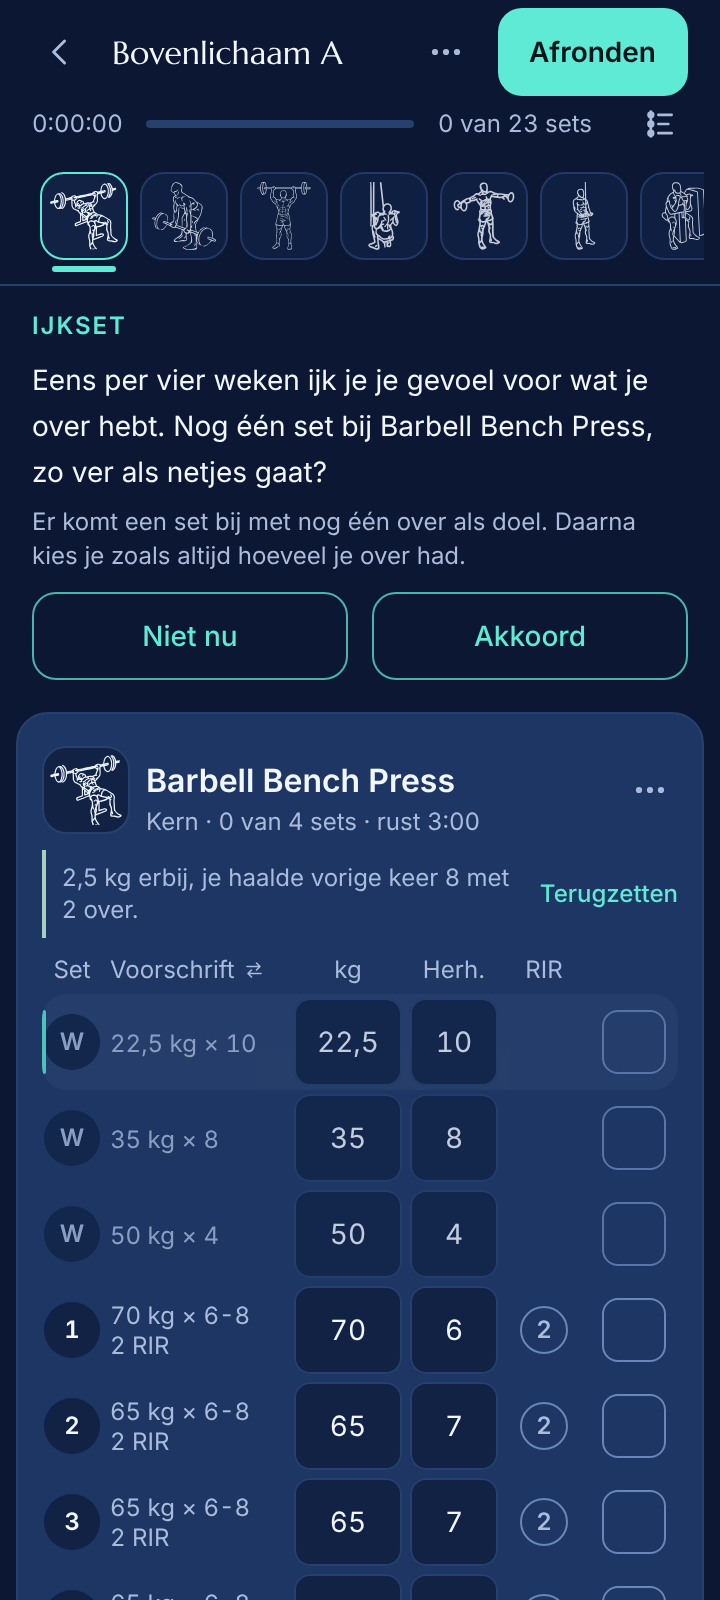 Bovenlichaam A
Afronden
0:00:00
0 van 23 sets
IJKSET
Eens per vier weken ijk je je gevoel voor wat je
over hebt. Nog één set bij Barbell Bench Press,
zo ver als netjes gaat?
Er komt een set bij met nog één over als doel. Daarna
kies je zoals altijd hoeveel je over had.
Niet nu
Akkoord
Barbell Bench Press
Kern · 0 van 4 sets · rust 3:00
2,5 kg erbij, je haalde vorige keer 8 met
2 over.
Terugzetten
Set Voorschrift ⇄ kg Herh. RIR
W 22,5 kg × 10 22,5 10
W 35 kg × 8 35 8
W 50 kg × 4 50 4
1 70 kg × 6-8 70 6 2
2 RIR
2 65 kg × 6-8 65 7 2
2 RIR
3 65 kg × 6-8 65 7 2
2 RIR